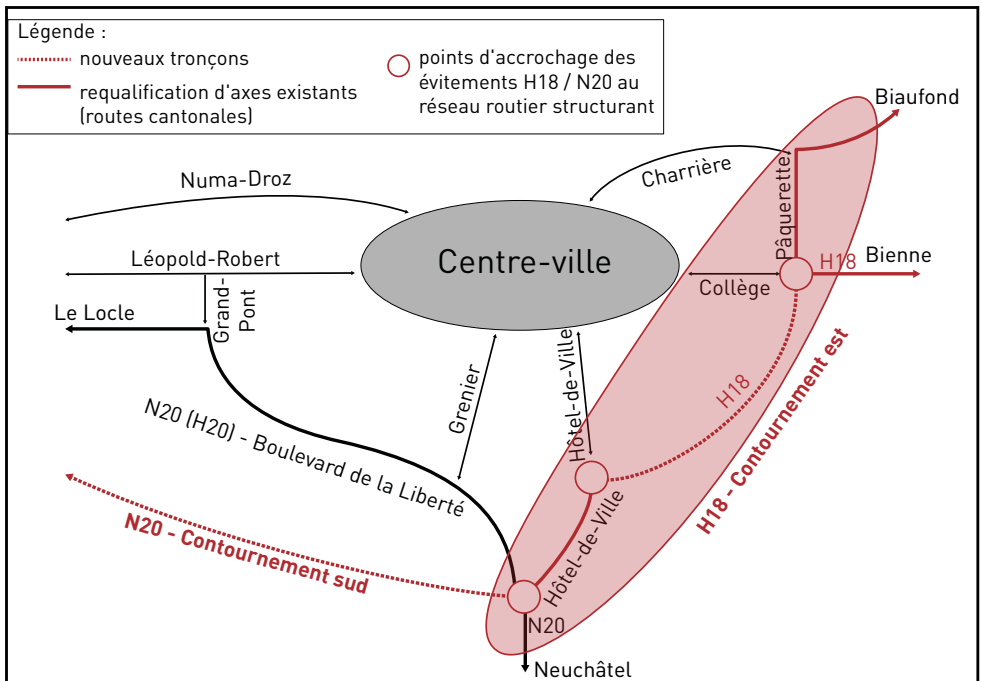 Légende :
nouveaux tronçons
requalification d'axes existants
(routes cantonales)
points d'accrochage des
évitements H18 / N20 au
réseau routier structurant
Biaufond
Charrière
Numa-Droz
Pâquerette
Centre-ville
Léopold-Robert
H18
Bienne
Collège
Grand-
Pont
Le Locle
Hôtel-de-Ville
Grenier
H18
N20 (H20) - Boulevard de la Liberté
H18 - Contournement est
N20 - Contournement sud
Hôtel-de-Ville
N20
Neuchâtel